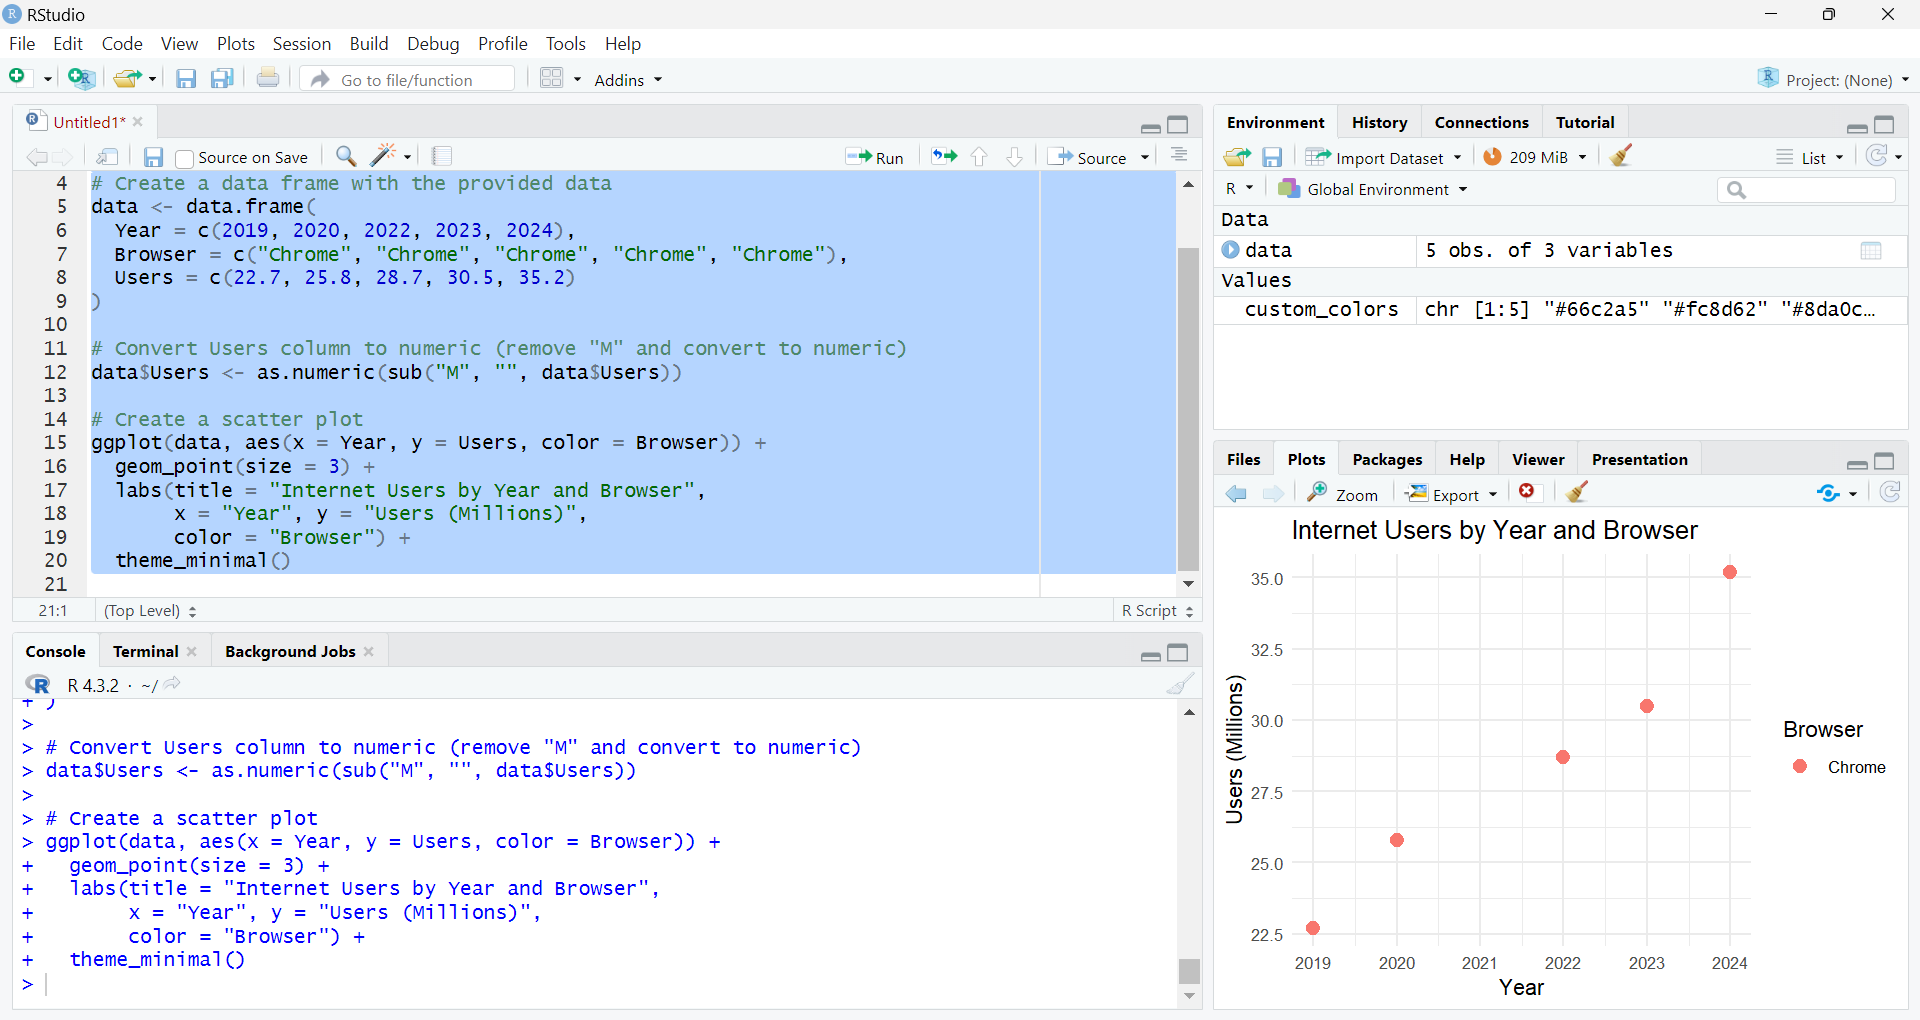 RStudio
File Edit Code View Plots Session Build Debug Profile Tools Help
Go to file/function Addins Project: (None)
Untitled1*
Source on Save Run Source
4 # Create a data frame with the provided data
5 data <- data.frame(
6 Year = c(2019, 2020, 2022, 2023, 2024),
7 Browser = c("Chrome", "Chrome", "Chrome", "Chrome", "Chrome"),
8 Users = c(22.7, 25.8, 28.7, 30.5, 35.2)
9 )
10
11 # Convert Users column to numeric (remove "M" and convert to numeric)
12 data$Users <- as.numeric(sub("M", "", data$Users))
13
14 # Create a scatter plot
15 ggplot(data, aes(x = Year, y = Users, color = Browser)) +
16 geom_point(size = 3) +
17 labs(title = "Internet Users by Year and Browser",
18 x = "Year", y = "Users (Millions)",
19 color = "Browser") +
20 theme_minimal()
21
21:1 (Top Level) R Script
Console Terminal Background Jobs
R 4.3.2 · ~/
+ )
>
> # Convert Users column to numeric (remove "M" and convert to numeric)
> data$Users <- as.numeric(sub("M", "", data$Users))
>
> # Create a scatter plot
> ggplot(data, aes(x = Year, y = Users, color = Browser)) +
+ geom_point(size = 3) +
+ labs(title = "Internet Users by Year and Browser",
+ x = "Year", y = "Users (Millions)",
+ color = "Browser") +
+ theme_minimal()
>
Environment History Connections Tutorial
Import Dataset 209 MiB List
R Global Environment
Data
data 5 obs. of 3 variables
Values
custom_colors chr [1:5] "#66c2a5" "#fc8d62" "#8da0c...
Files Plots Packages Help Viewer Presentation
Zoom Export
Internet Users by Year and Browser
35.0
32.5
30.0
27.5
25.0
22.5
Users (Millions)
2019 2020 2021 2022 2023 2024
Year
Browser
Chrome